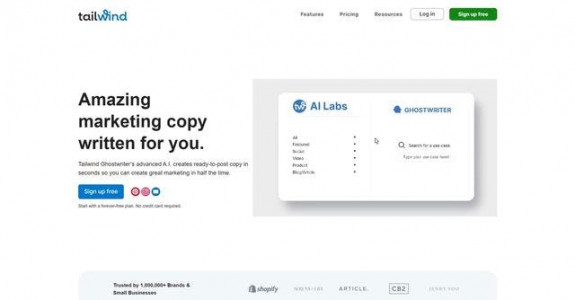 tailwind
Features Pricing Resources Log in Sign up free
Amazing
marketing copy
written for you.
Tailwind Ghostwriter's advanced A.I. creates ready-to-post copy in
seconds so you can create great marketing in half the time.
Sign up free
Start with a forever-free plan. No credit card required.
AI Labs
All
Featured
Social
Video
Product
Blog/Emails
GHOSTWRITER
Search for a use case
Type your use case here!
Trusted by 1,000,000+ Brands &
Small Businesses
shopify
ARTICLE.
CB2